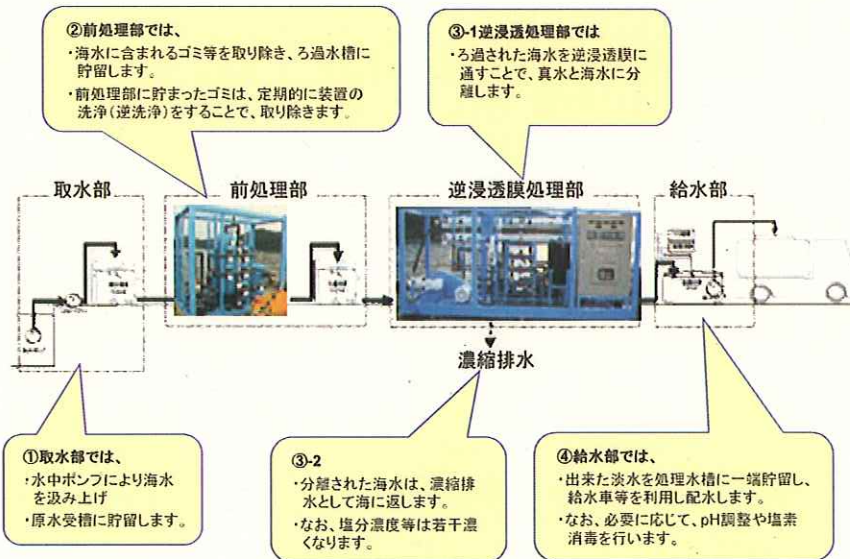 ②前処理部では、
・海水に含まれるゴミ等を取り除き、ろ過水槽に
貯留します。
・前処理部に貯まったゴミは、定期的に装置の
洗浄(逆洗浄)をすることで、取り除きます。
③-1逆浸透処理部では
・ろ過された海水を逆浸透膜に
通すことで、真水と海水に分
離します。
取水部
前処理部
逆浸透膜処理部
給水部
濃縮排水
①取水部では、
・水中ポンプにより海水
を汲み上げ
・原水受槽に貯留します。
③-2
・分離された海水は、濃縮排
水として海に返します。
・なお、塩分濃度等は若干濃
くなります。
④給水部では、
・出来た淡水を処理水槽に一端貯留し、
給水車等を利用し配水します。
・なお、必要に応じて、pH調整や塩素
消毒を行います。